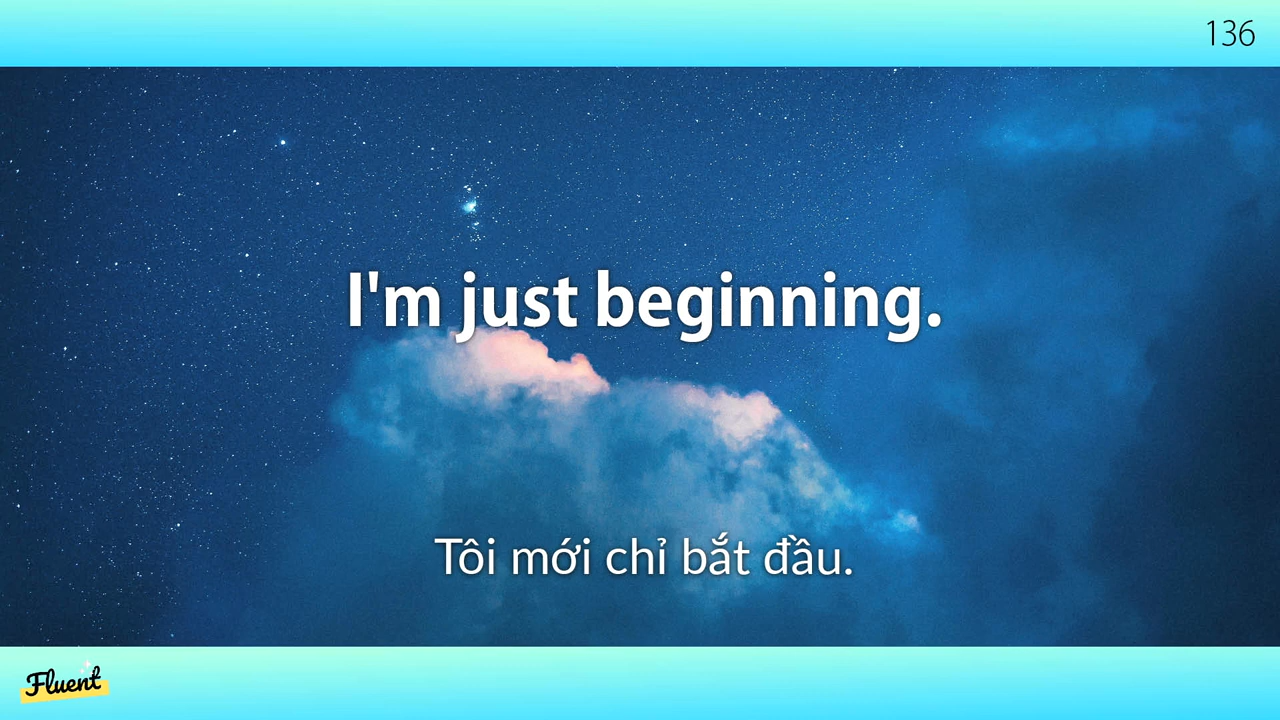 136
I'm just beginning.
Tôi mới chỉ bắt đầu.
Fluent